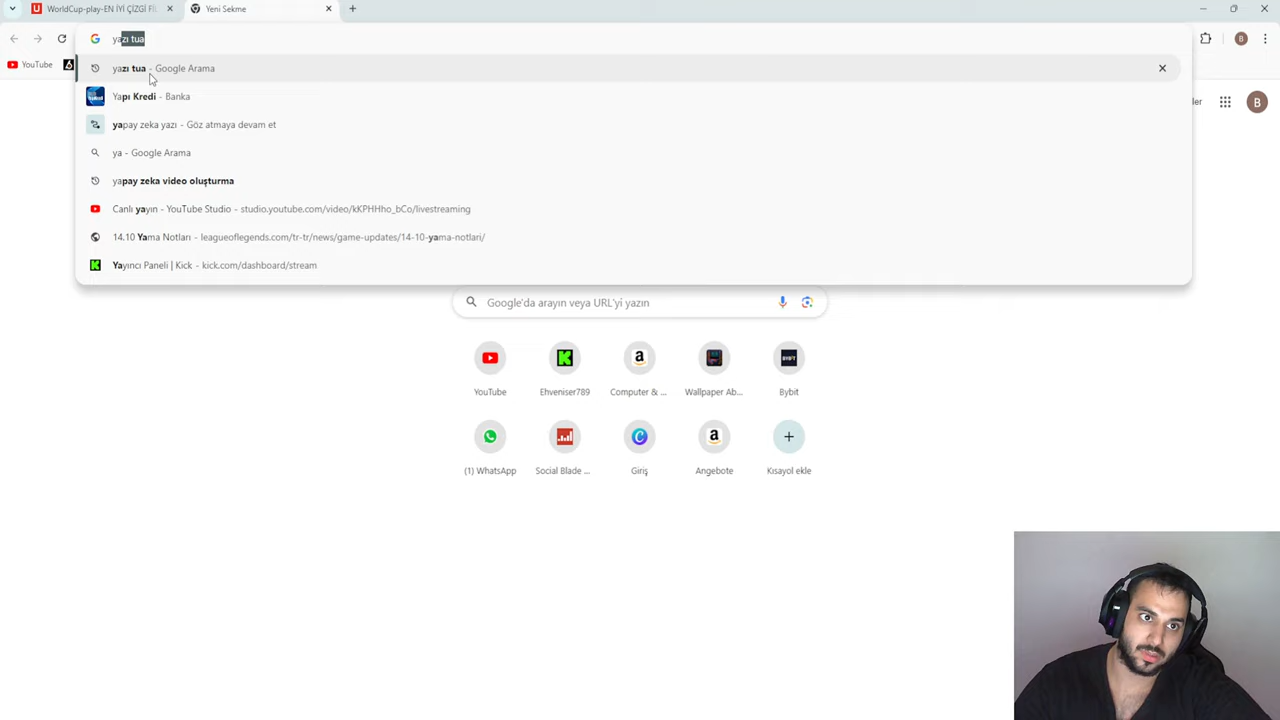 WorldCup-play-EN İYİ ÇİZGİ Fİ
Yeni Sekme
yazı tua
YouTube
yazı tua - Google Arama
Yapı Kredi - Banka
yapay zeka yazı - Göz atmaya devam et
ya - Google Arama
yapay zeka video oluşturma
Canlı yayın - YouTube Studio - studio.youtube.com/video/kKPHHho_bCo/livestreaming
14.10 Yama Notları - leagueoflegends.com/tr-tr/news/game-updates/14-10-yama-notlari/
Yayıncı Paneli | Kick - kick.com/dashboard/stream
ler
B
B
Google'da arayın veya URL'yi yazın
YouTube
Ehveniser789
Computer & ...
Wallpaper Ab...
BYBIT
Bybit
(1) WhatsApp
Social Blade ...
Giriş
Angebote
Kısayol ekle